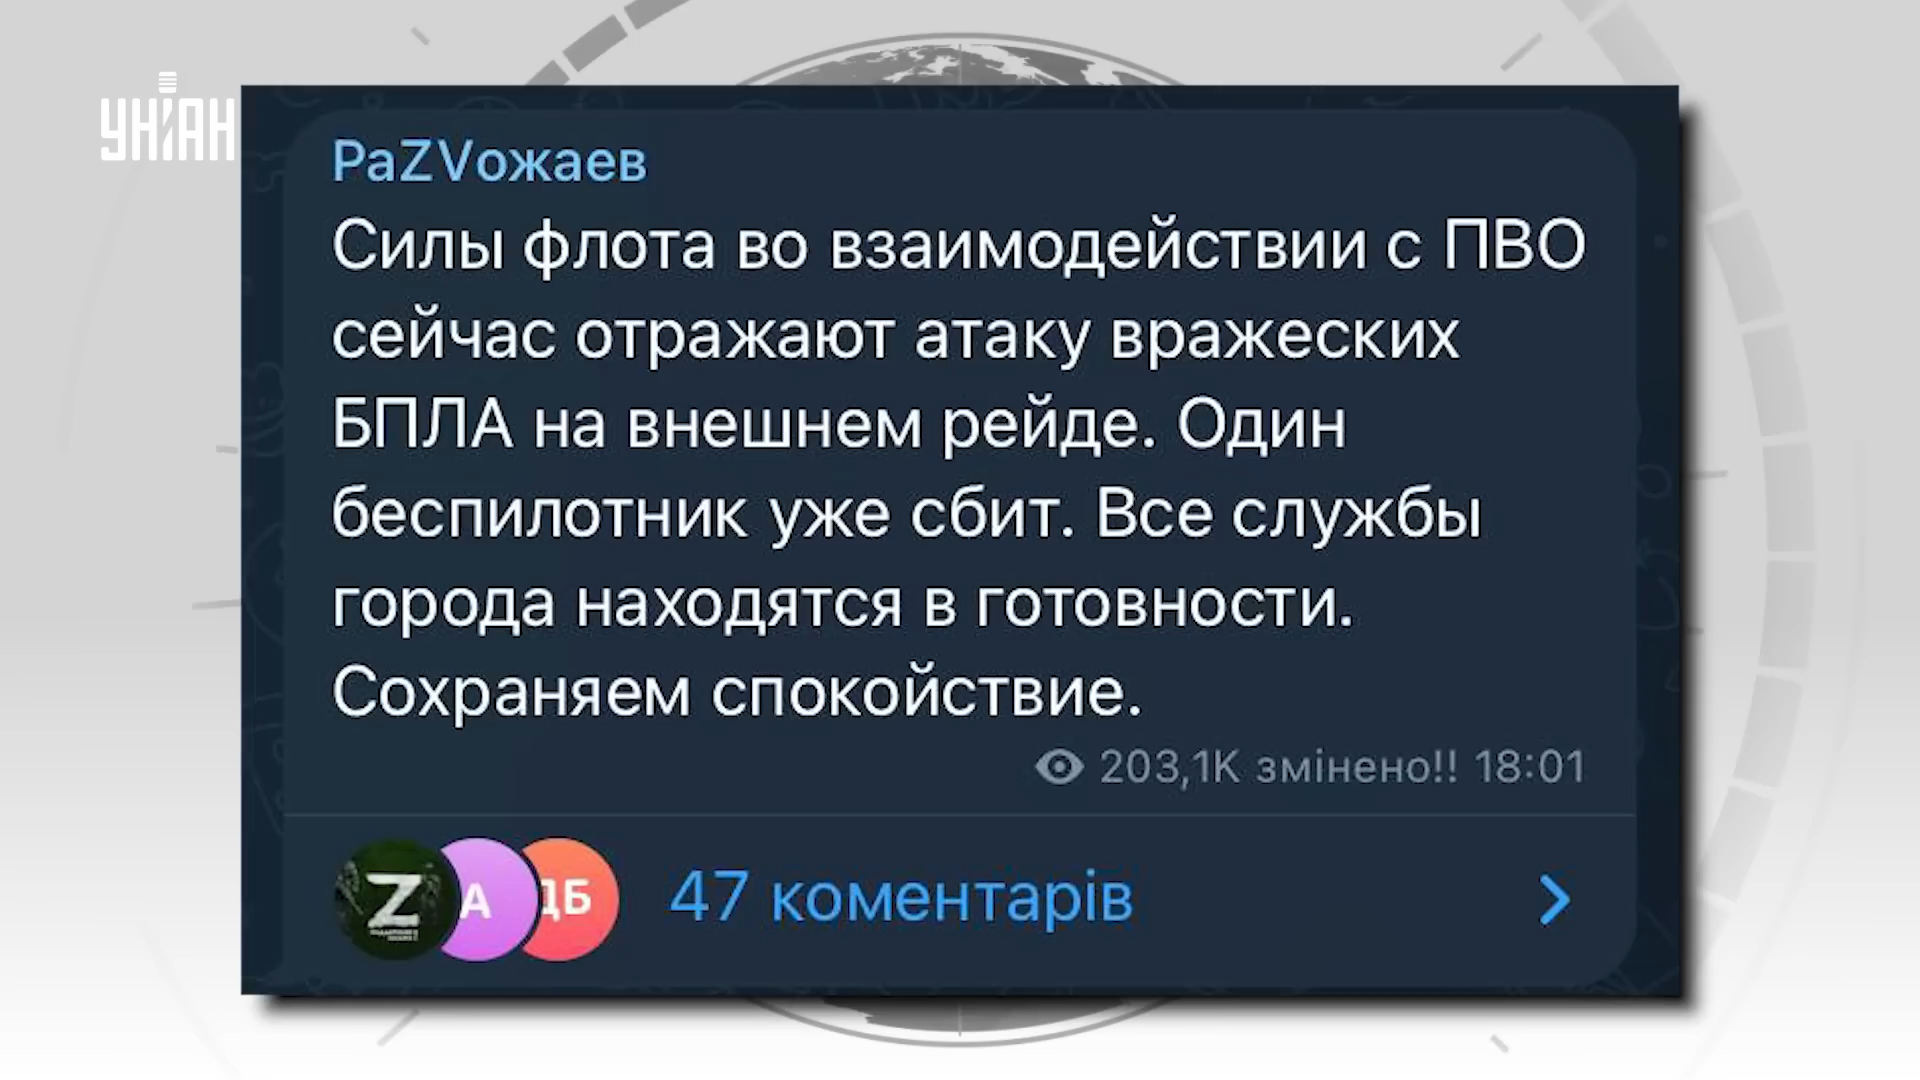 УНІАН
РаZVожаев
Силы флота во взаимодействии с ПВО
сейчас отражают атаку вражеских
БПЛА на внешнем рейде. Один
беспилотник уже сбит. Все службы
города находятся в готовности.
Сохраняем спокойствие.
203,1K змінено!! 18:01
Z
А
ДБ
47 коментарів